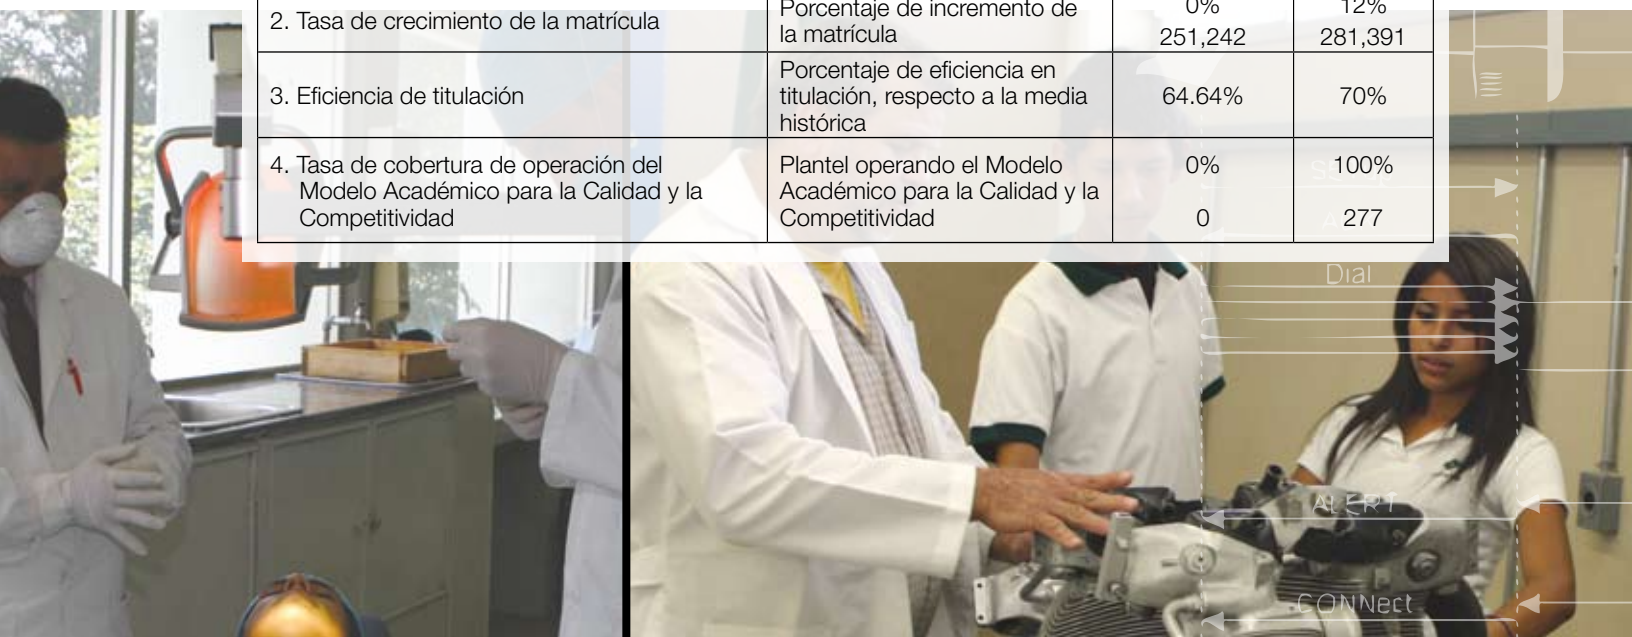 Porcentaje de incremento de
0%
12%
2. Tasa de crecimiento de la matrícula
la matrícula
251,242
281,391
Porcentaje de eficiencia en
3. Eficiencia de titulación
titulación, respecto a la media
64.64%
70%
histórica
4. Tasa de cobertura de operación del
Modelo Académico para la Calidad y la
Competitividad
Plantel operando el Modelo
Académico para la Calidad y la
Competitividad
0%
100%
0
277
Dial
ALERT
CONNect